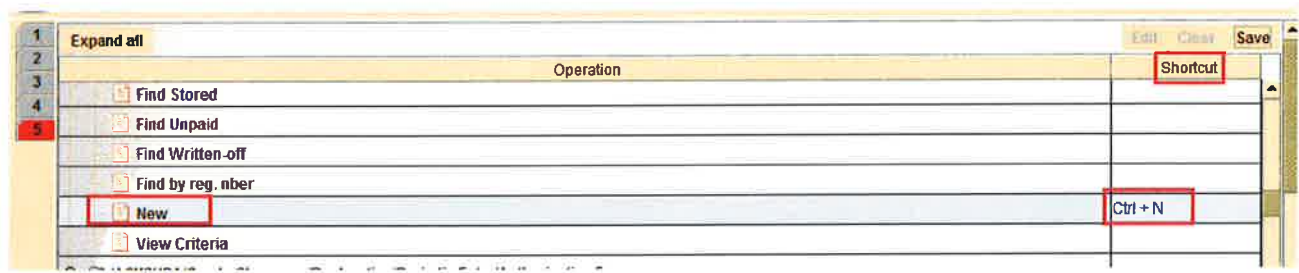 1
2
3
4
5
Expand all
Edit Clear Save
Operation Shortcut
Find Stored
Find Unpaid
Find Written-off
Find by reg. nber
New Ctrl + N
View Criteria